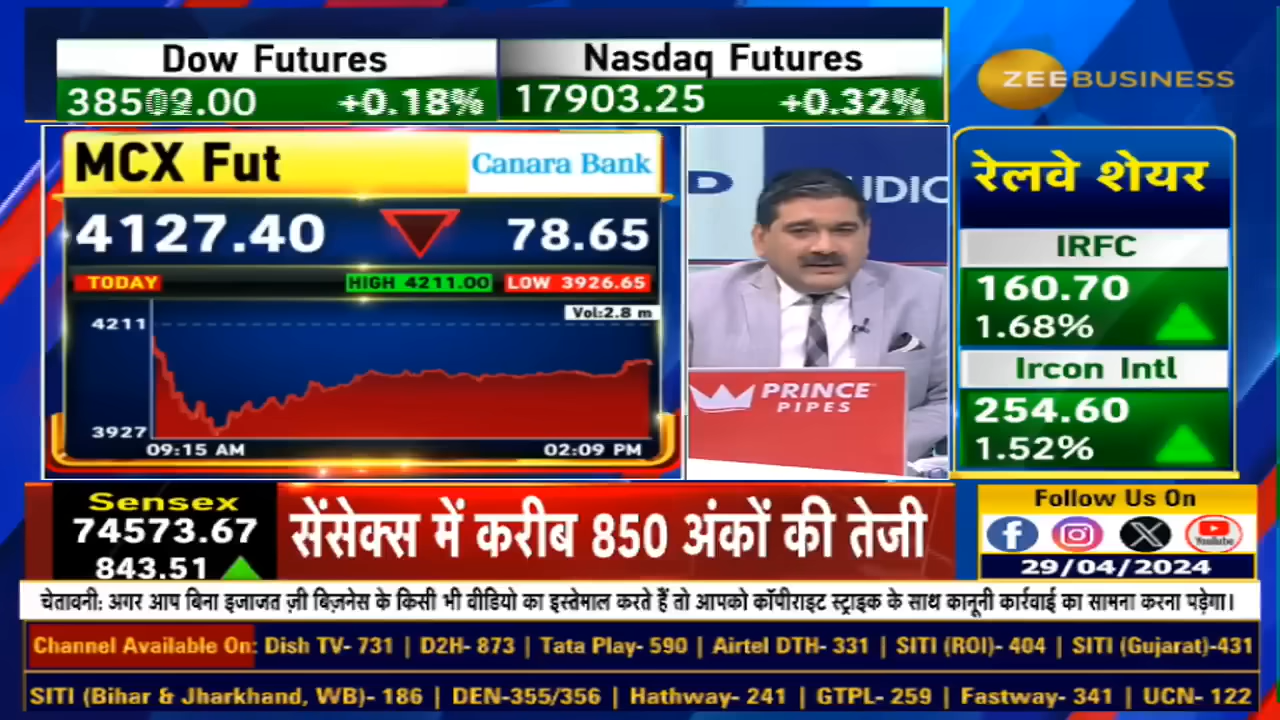 Dow Futures
Nasdaq Futures
+0.18%
17903.25 +0.32%
ZEEBUSINESS
MCX Fut
Canara Bank
4127.40 78.65
TODAY HIGH 4211.00 LOW 3926.65
Vol:2.8 m
4211
3927
09:15 AM 02:09 PM
UDIO
PRINCE
PIPES
रेलवे शेयर
IRFC
160.70
1.68%
Ircon Intl
254.60
1.52%
Sensex
74573.67
843.51
सेंसेक्स में करीब 850 अंकों की तेजी
Follow Us On
YouTube
29/04/2024
चेतावनी: अगर आप बिना इजाजत ज़ी बिज़नेस के किसी भी वीडियो का इस्तेमाल करते हैं तो आपको कॉपीराइट स्ट्राइक के साथ कानूनी कार्रवाई का सामना करना पड़ेगा।
Channel Available On: Dish TV- 731 | D2H- 873 | Tata Play- 590 | Airtel DTH- 331 | SITI (ROI)- 404 | SITI (Gujarat)-431
SITI (Bihar & Jharkhand, WB)- 186 | DEN-355/356 | Hathway- 241 | GTPL- 259 | Fastway- 341 | UCN- 122